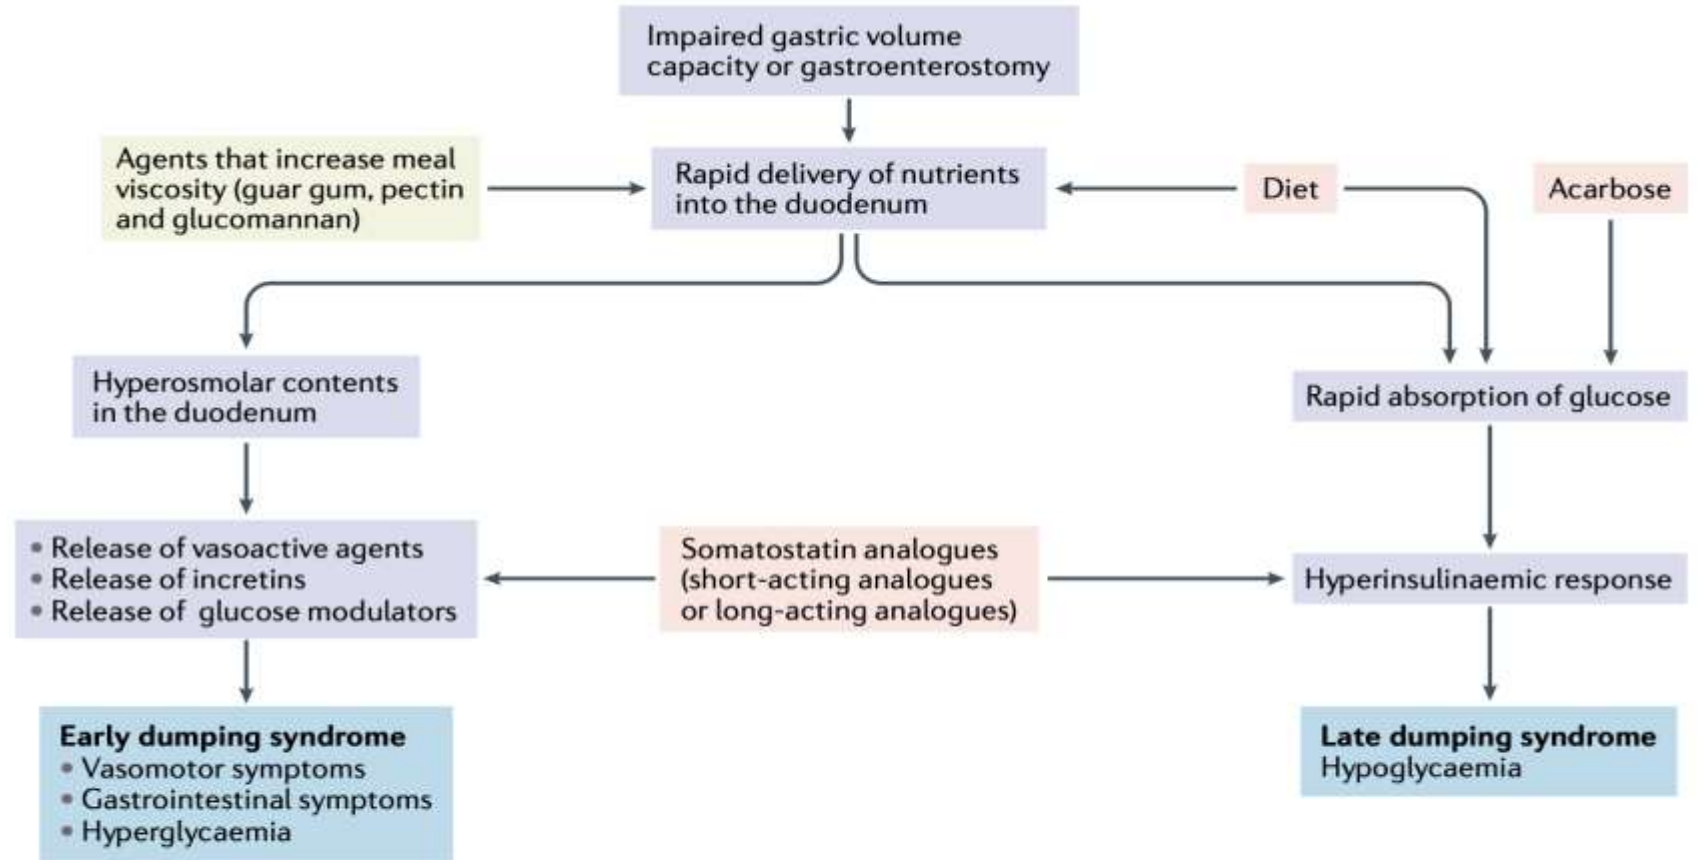 Impaired gastric volume
capacity or gastroenterostomy
Agents that increase meal
viscosity (guar gum, pectin
and glucomannan)
Rapid delivery of nutrients
into the duodenum
Diet
Acarbose
Hyperosmolar contents
in the duodenum
Rapid absorption of glucose
• Release of vasoactive agents
• Release of incretins
• Release of glucose modulators
Somatostatin analogues
(short-acting analogues
or long-acting analogues)
Hyperinsulinaemic response
Early dumping syndrome
• Vasomotor symptoms
• Gastrointestinal symptoms
• Hyperglycaemia
Late dumping syndrome
Hypoglycaemia